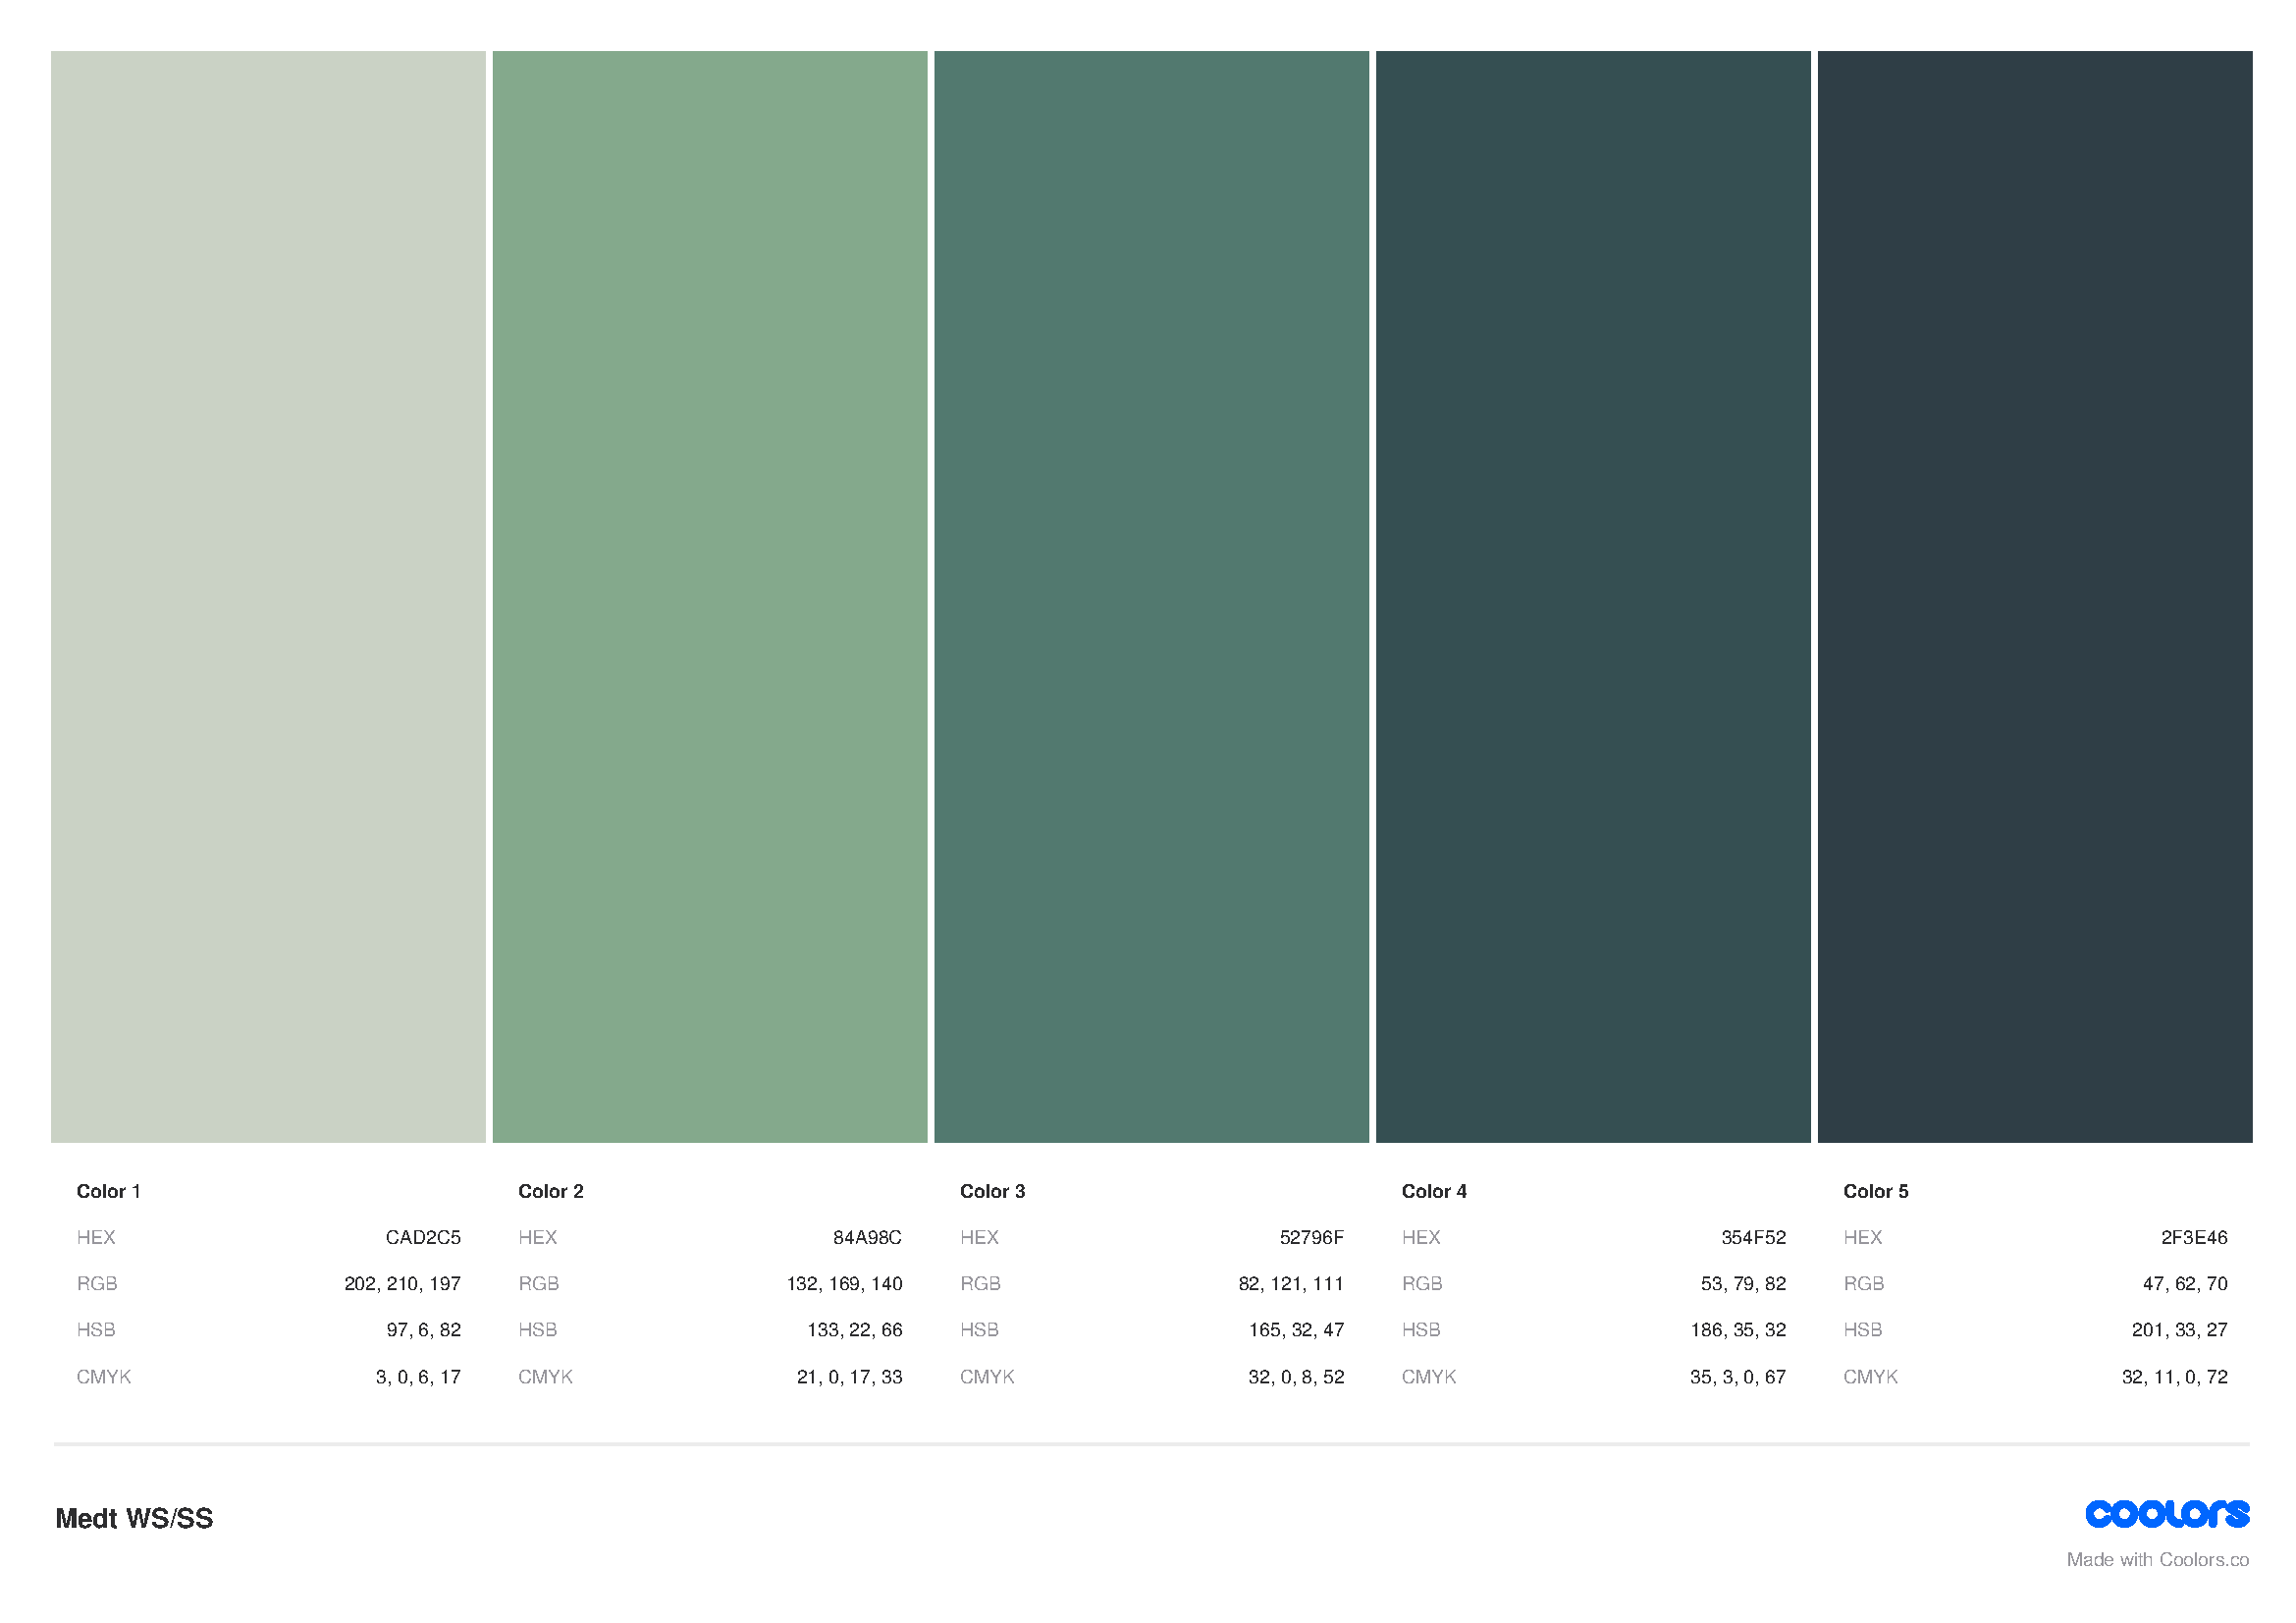 Color 1 Color 2 Color 3 Color 4 Color 5
HEX CAD2C5 HEX 84A98C HEX 52796F HEX 354F52 HEX 2F3E46
RGB 202, 210, 197 RGB 132, 169, 140 RGB 82, 121, 111 RGB 53, 79, 82 RGB 47, 62, 70
HSB 97, 6, 82 HSB 133, 22, 66 HSB 165, 32, 47 HSB 186, 35, 32 HSB 201, 33, 27
CMYK 3, 0, 6, 17 CMYK 21, 0, 17, 33 CMYK 32, 0, 8, 52 CMYK 35, 3, 0, 67 CMYK 32, 11, 0, 72
Medt WS/SS coolors
Made with Coolors.co